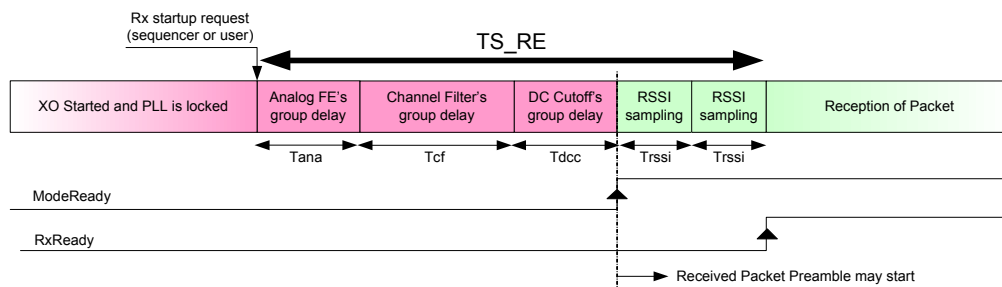 Rx startup request
(sequencer or user)
TS_RE
XO Started and PLL is locked
Analog FE's
group delay
Channel Filter's
group delay
DC Cutoff's
group delay
RSSI
sampling
RSSI
sampling
Reception of Packet
Tana
Tcf
Tdcc
Trssi
Trssi
ModeReady
RxReady
Received Packet Preamble may start